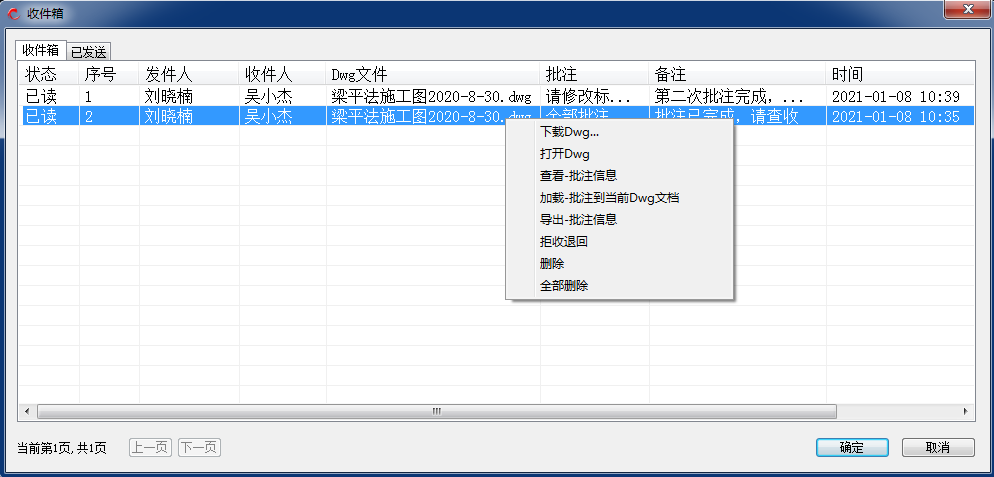 收件箱
收件箱 已发送
状态 序号 发件人 收件人 Dwg文件 批注 备注 时间
已读 1 刘晓楠 吴小杰 梁平法施工图2020-8-30.dwg 请修改标... 第二次批注完成，... 2021-01-08 10:39
已读 2 刘晓楠 吴小杰 梁平法施工图2020-8-30.dwg 全部批注 批注已完成，请查收 2021-01-08 10:35
下载Dwg...
打开Dwg
查看-批注信息
加载-批注到当前Dwg文档
导出-批注信息
拒收退回
删除
全部删除
当前第1页,共1页 上一页 下一页 确定 取消